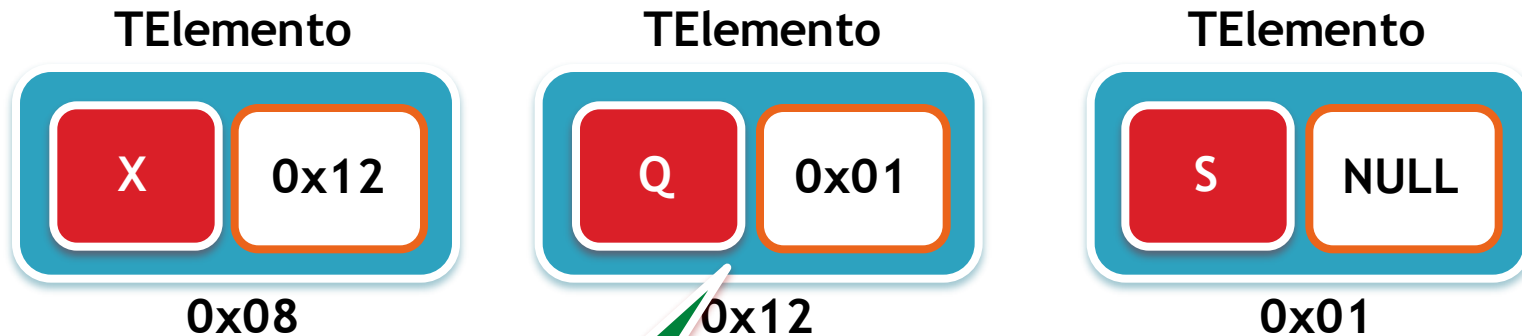 TElemento TElemento TElemento
X 0x12 Q 0x01 S NULL
0x08 0x12 0x01